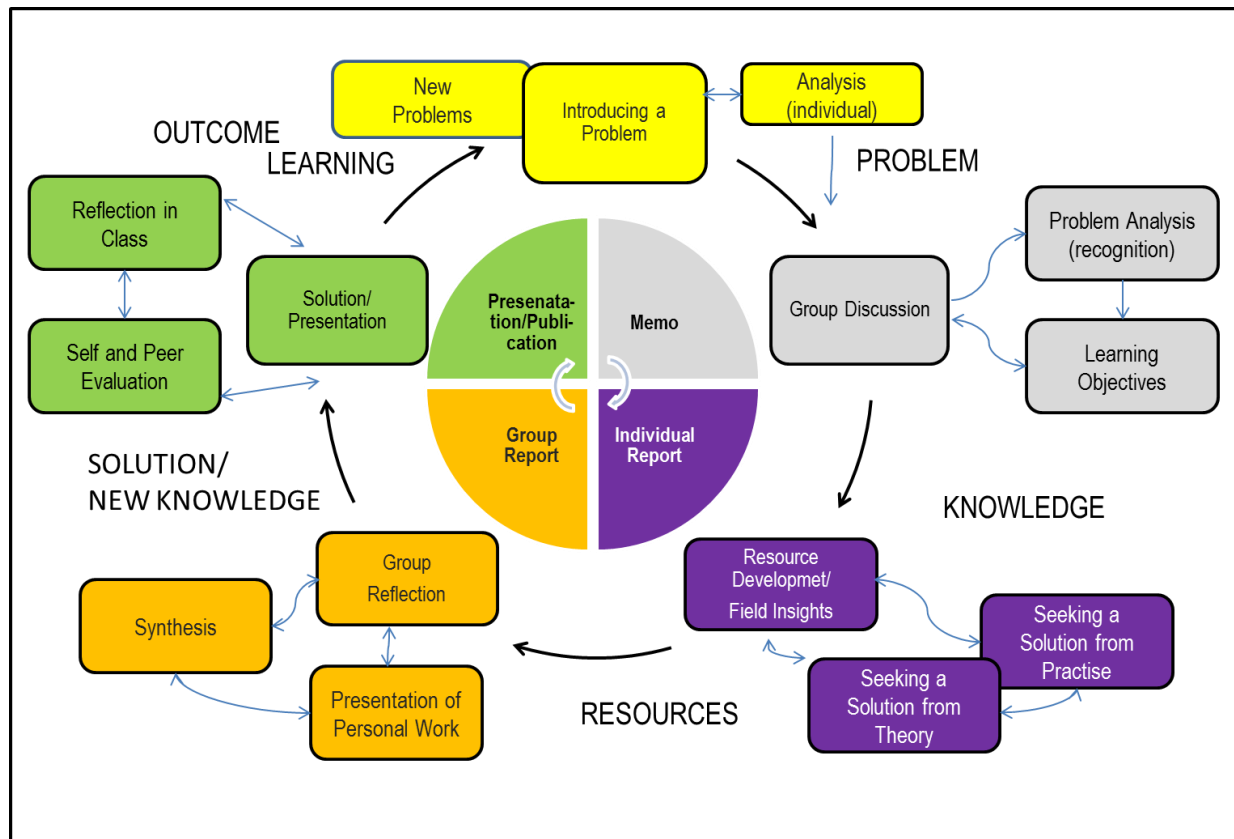 New
Problems
Introducing a
Problem
Analysis
(individual)
OUTCOME
LEARNING
PROBLEM
Reflection in
Class
Self and Peer
Evaluation
Solution/
Presentation
Presenata-
tion/Publi-
cation
Memo
Group Discussion
Problem Analysis
(recognition)
Learning
Objectives
Group
Report
Individual
Report
SOLUTION/
NEW KNOWLEDGE
KNOWLEDGE
Group
Reflection
Synthesis
Presentation of
Personal Work
RESOURCES
Resource
Developmet/
Field Insights
Seeking a
Solution from
Practise
Seeking a
Solution from
Theory